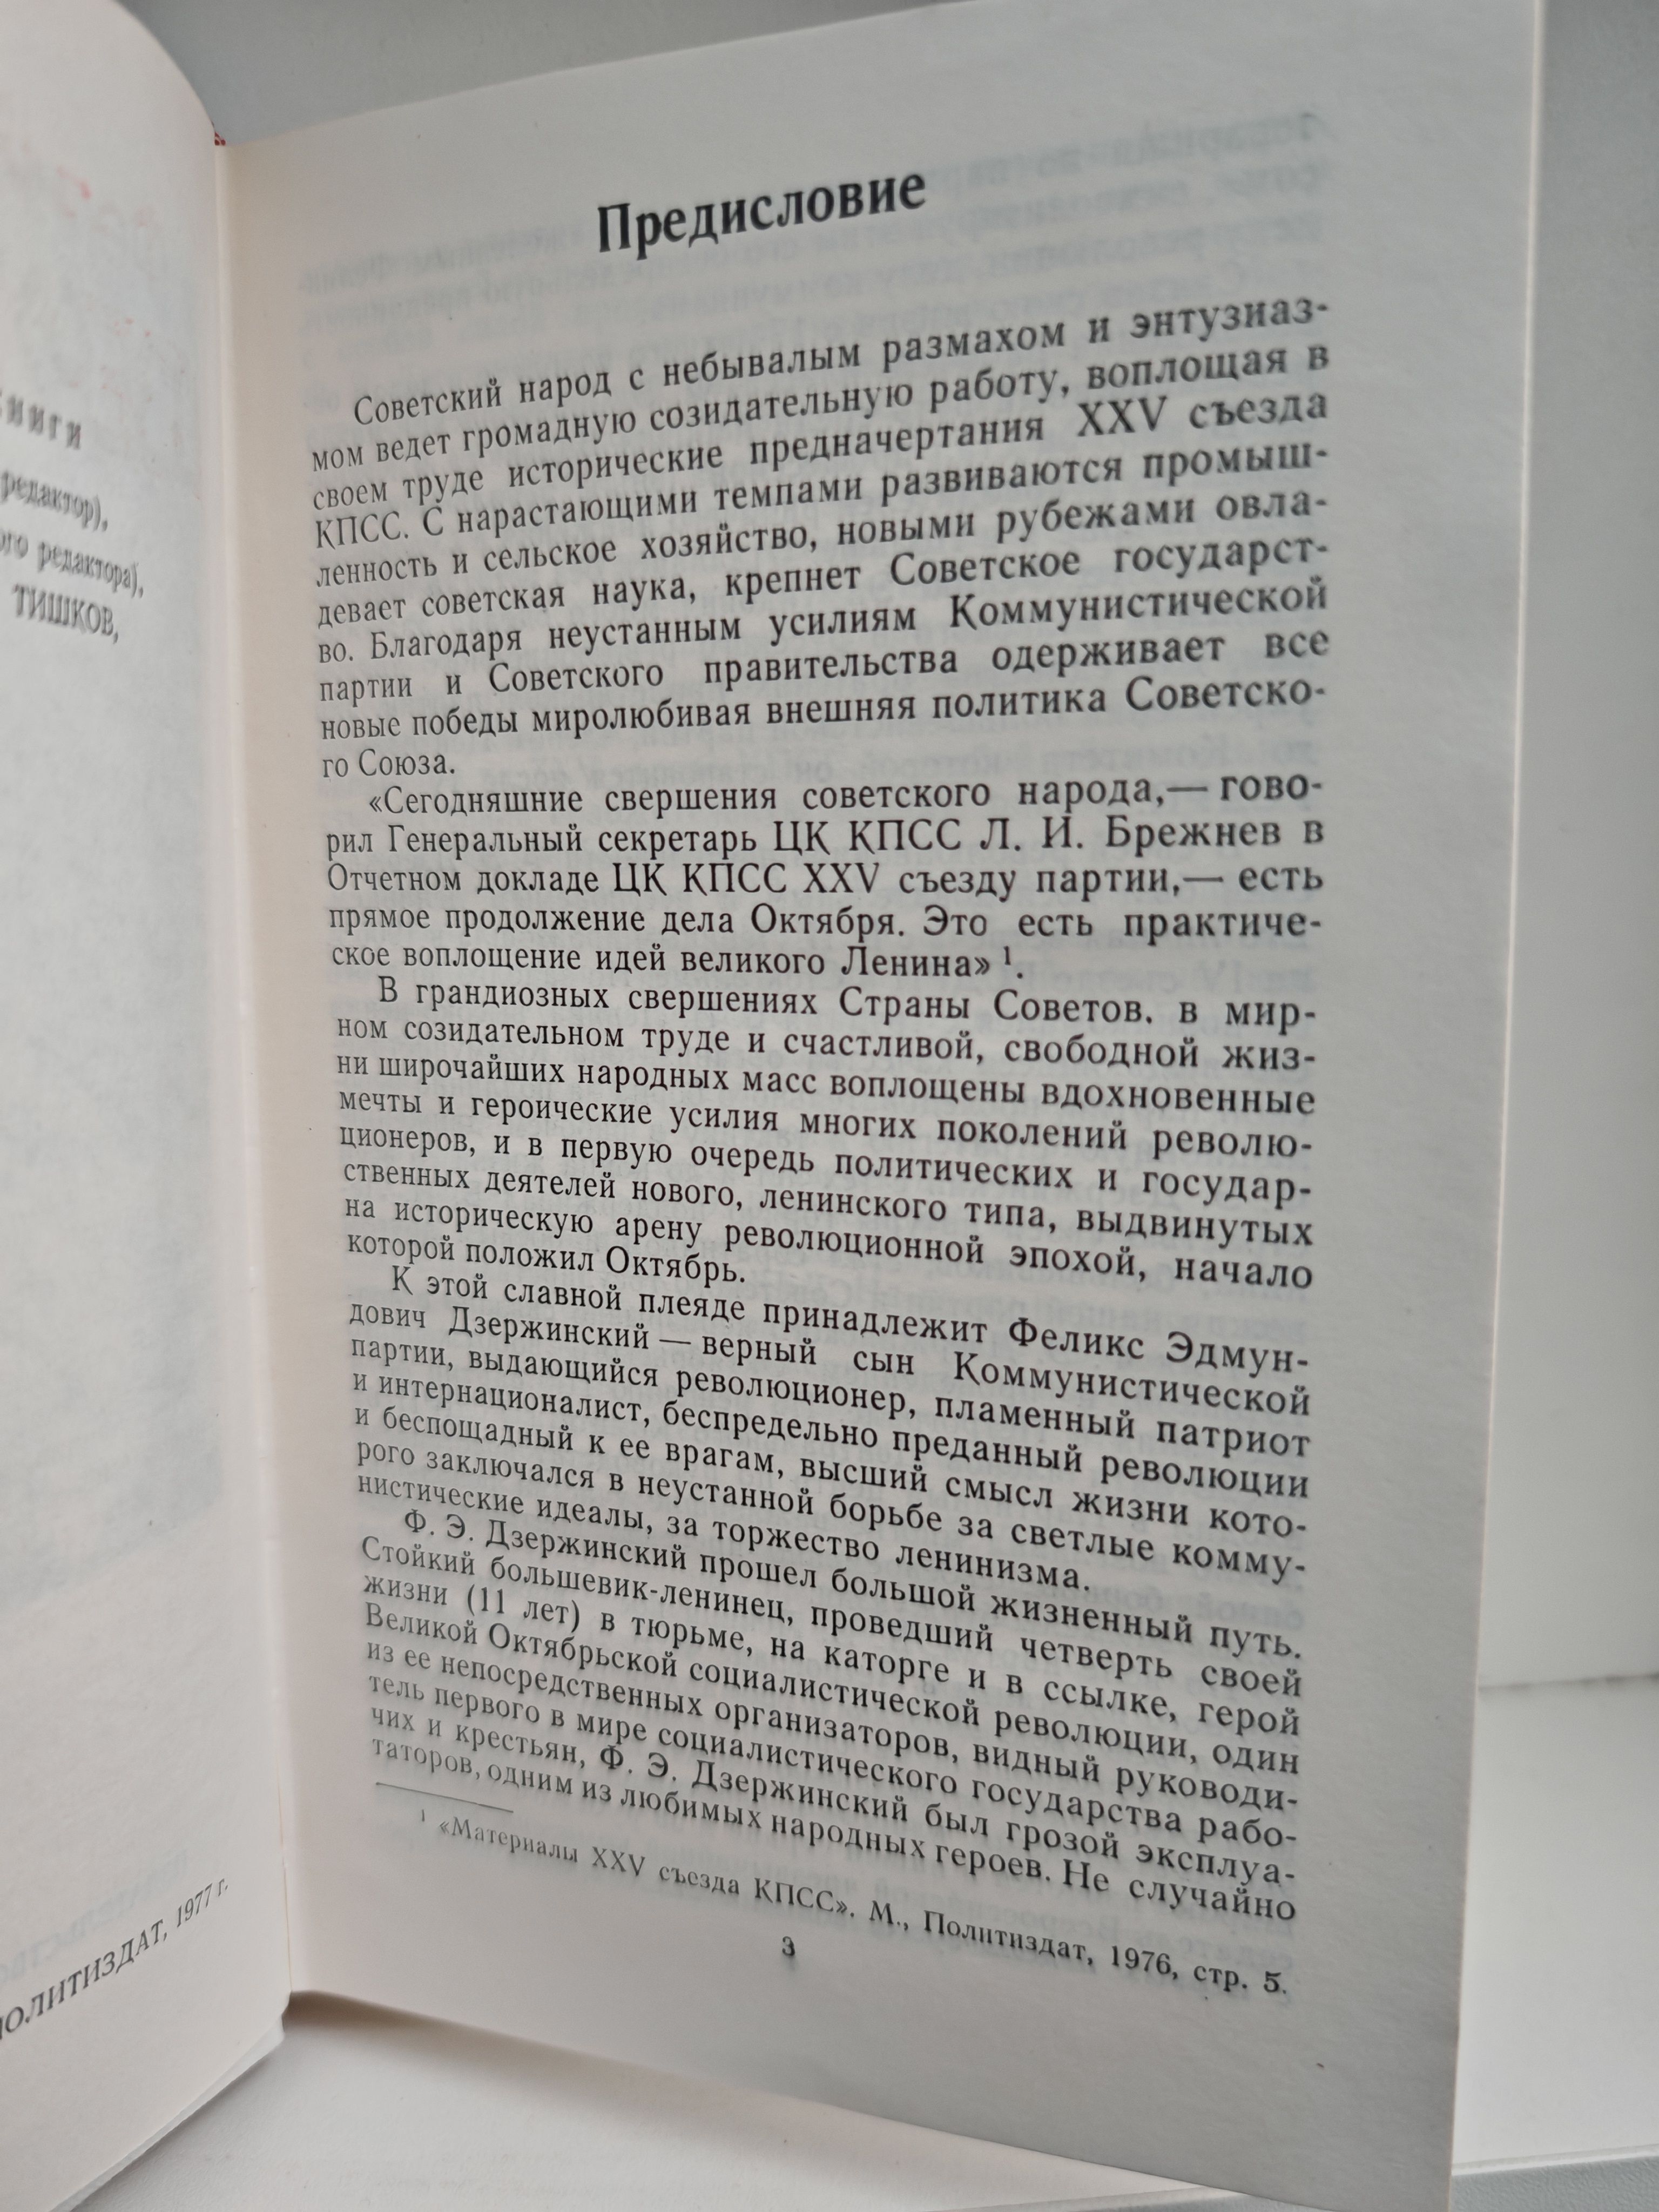 книги
редактор),
ого редактора),
ТИШКОВ,
ПОЛИТИЗДАТ, 1977 г.
Предисловие
Советский народ с небывалым размахом и энтузиаз-
мом ведет громадную созидательную работу, воплощая в
своем труде исторические предначертания XXV съезда
КПСС. С нарастающими темпами развиваются промыш-
ленность и сельское хозяйство, новыми рубежами овла-
девает советская наука, крепнет Советское государст-
во. Благодаря неустанным усилиям Коммунистической
партии и Советского правительства одерживает все
новые победы миролюбивая внешняя политика Советско-
го Союза.
«Сегодняшние свершения советского народа,— гово-
рил Генеральный секретарь ЦК КПСС Л. И. Брежнев в
Отчетном докладе ЦК КПСС XXV съезду партии,— есть
прямое продолжение дела Октября. Это есть практиче-
ское воплощение идей великого Ленина» ¹.
В грандиозных свершениях Страны Советов. в мир-
ном созидательном труде и счастливой, свободной жиз-
ни широчайших народных масс воплощены вдохновенные
мечты и героические усилия многих поколений револю-
ционеров, и в первую очередь политических и государ-
ственных деятелей нового, ленинского типа, выдвинутых
на историческую арену революционной эпохой, начало
которой положил Октябрь.
К этой славной плеяде принадлежит Феликс Эдмун-
дович Дзержинский — верный сын Коммунистической
партии, выдающийся революционер, пламенный патриот
и интернационалист, беспредельно преданный революции
и беспощадный к ее врагам, высший смысл жизни кото-
рого заключался в неустанной борьбе за светлые комму-
нистические идеалы, за торжество ленинизма.
Ф. Э. Дзержинский прошел большой жизненный путь.
Стойкий большевик-ленинец, проведший четверть своей
жизни (11 лет) в тюрьме, на каторге и в ссылке, герой
Великой Октябрьской социалистической революции, один
из ее непосредственных организаторов, видный руководи-
тель первого в мире социалистического государства рабо-
чих и крестьян, Ф. Э. Дзержинский был грозой эксплуа-
таторов, одним из любимых народных героев. Не случайно
¹ «Материалы XXV съезда КПСС». М., Политиздат, 1976, стр. 5.
3